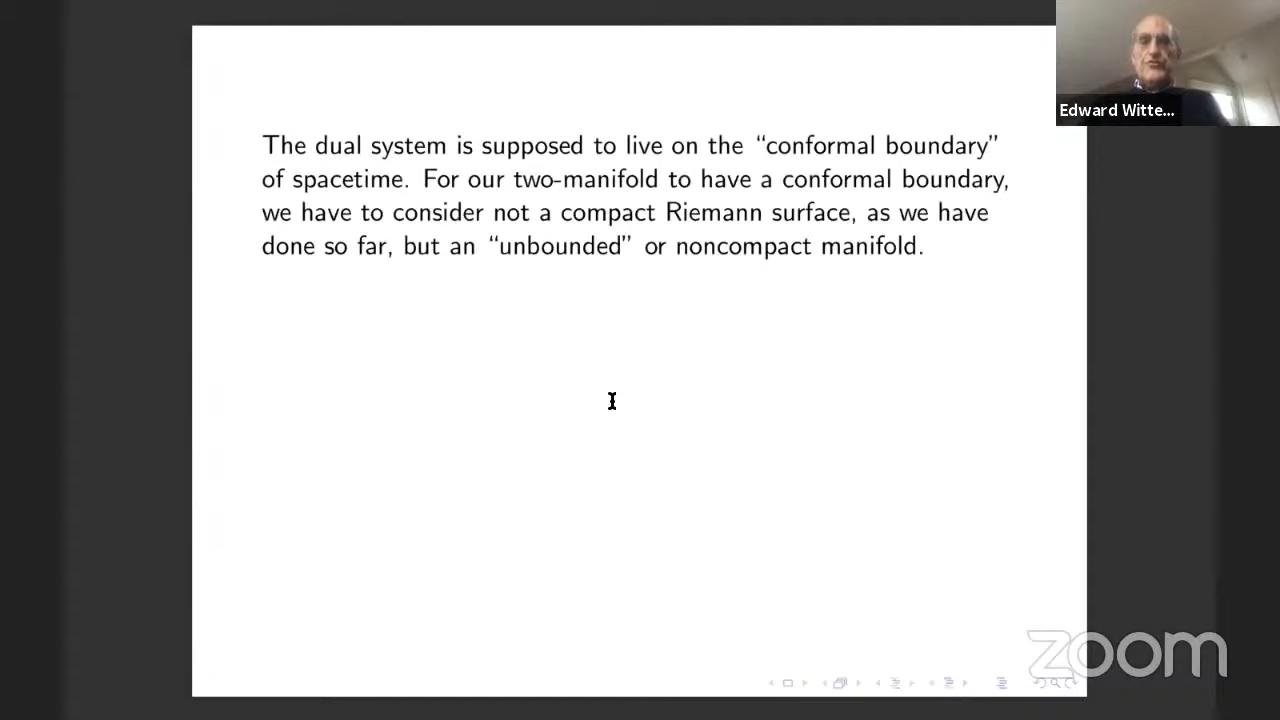 The dual system is supposed to live on the “conformal boundary”
of spacetime. For our two-manifold to have a conformal boundary,
we have to consider not a compact Riemann surface, as we have
done so far, but an “unbounded” or noncompact manifold.
Edward Witte...
zoom